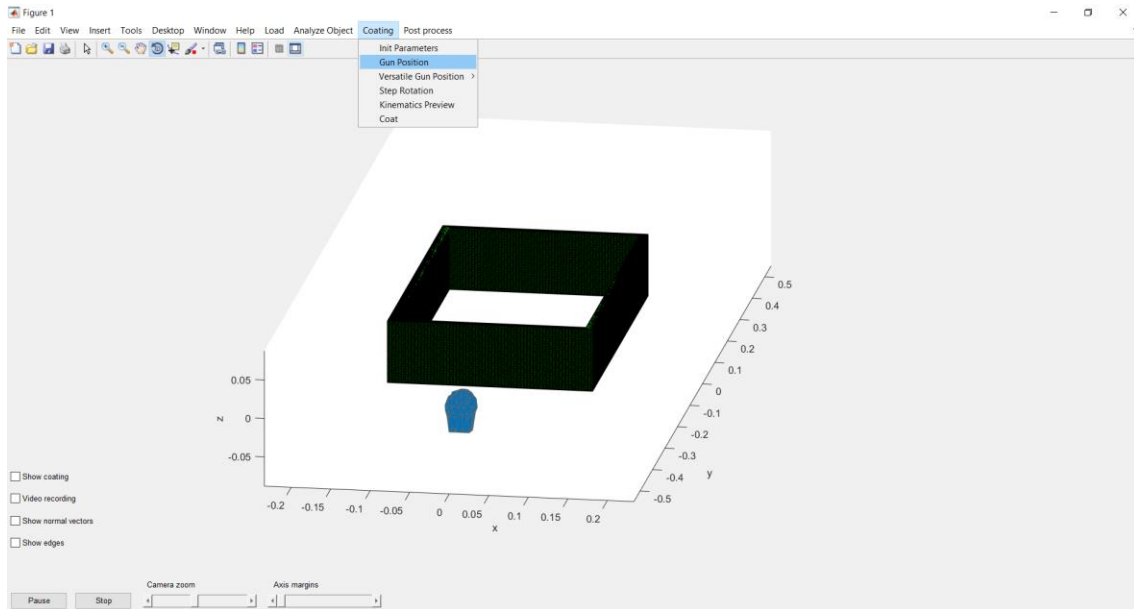 Figure 1
File Edit View Insert Tools Desktop Window Help Load Analyze Object Coating Post process
Init Parameters
Gun Position
Versatile Gun Position
Step Rotation
Kinematics Preview
Coat
0.5
0.4
0.3
0.2
0.1
0
-0.1
-0.2
-0.3
-0.4
-0.5
y
0.05
0
-0.05
z
-0.2 -0.15 -0.1 -0.05 0 0.05 0.1 0.15 0.2
x
Show coating
Video recording
Show normal vectors
Show edges
Camera zoom Axis margins
Pause Stop